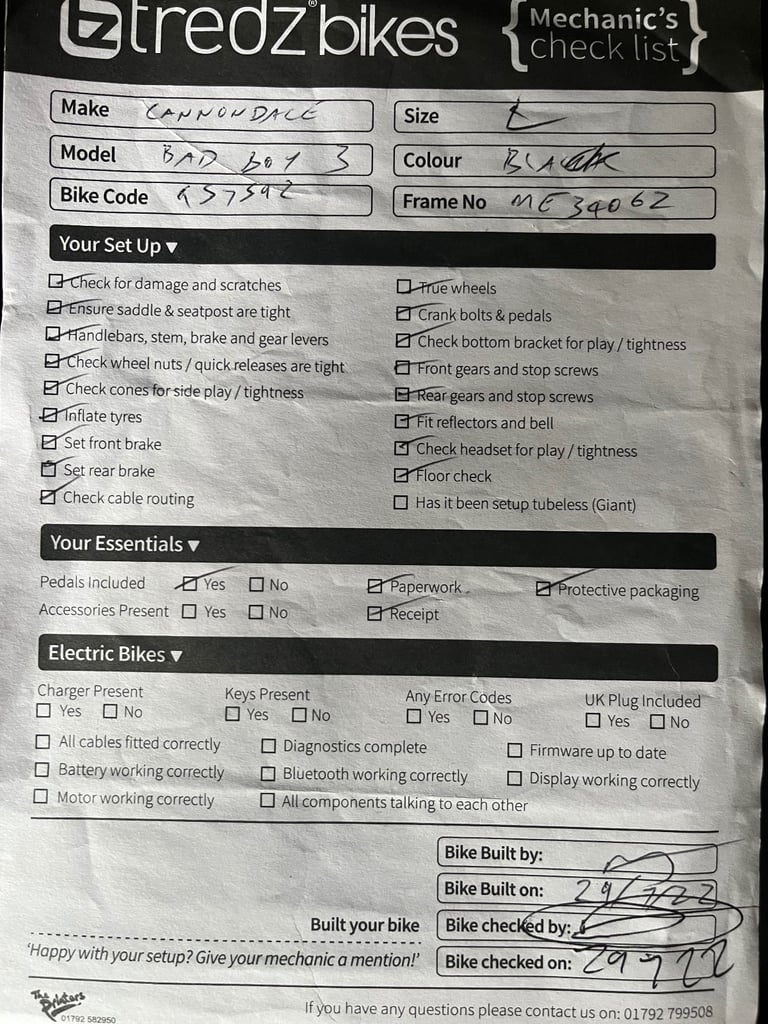 tredz® bikes
{Mechanic's check list}
Make CANNONDALE
Size L
Model BAD BOY 3
Colour BLACK
Bike Code
Frame No ME34062
Your Set Up ▼
Check for damage and scratches
True wheels
Ensure saddle & seatpost are tight
Crank bolts & pedals
Handlebars, stem, brake and gear levers
Check bottom bracket for play / tightness
Check wheel nuts / quick releases are tight
Front gears and stop screws
Check cones for side play / tightness
Rear gears and stop screws
Inflate tyres
Fit reflectors and bell
Set front brake
Check headset for play / tightness
Set rear brake
Floor check
Check cable routing
Has it been setup tubeless (Giant)
Your Essentials ▼
Pedals Included Yes No Paperwork Protective packaging
Accessories Present Yes No Receipt
Electric Bikes ▼
Charger Present Keys Present Any Error Codes UK Plug Included
Yes No Yes No Yes No Yes No
All cables fitted correctly Diagnostics complete Firmware up to date
Battery working correctly Bluetooth working correctly Display working correctly
Motor working correctly All components talking to each other
Bike Built by:
Bike Built on: 29/7/22
Built your bike
Bike checked by:
'Happy with your setup? Give your mechanic a mention!'
Bike checked on: 29 7 22
The Printers
01792 582950
If you have any questions please contact us on: 01792 799508